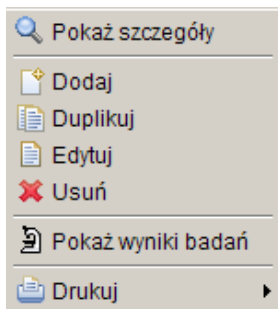 Pokaż szczegóły
Dodaj
Duplikuj
Edytuj
Usuń
Pokaż wyniki badań
Drukuj